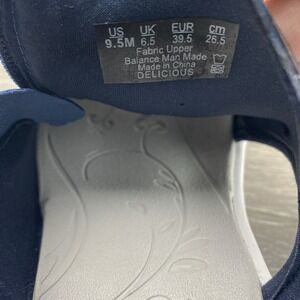 US UK EUR cm
9.5M 6.5 39.5 26.5
Fabric Upper
Balance Man Made
Made in China
DELICIOUS